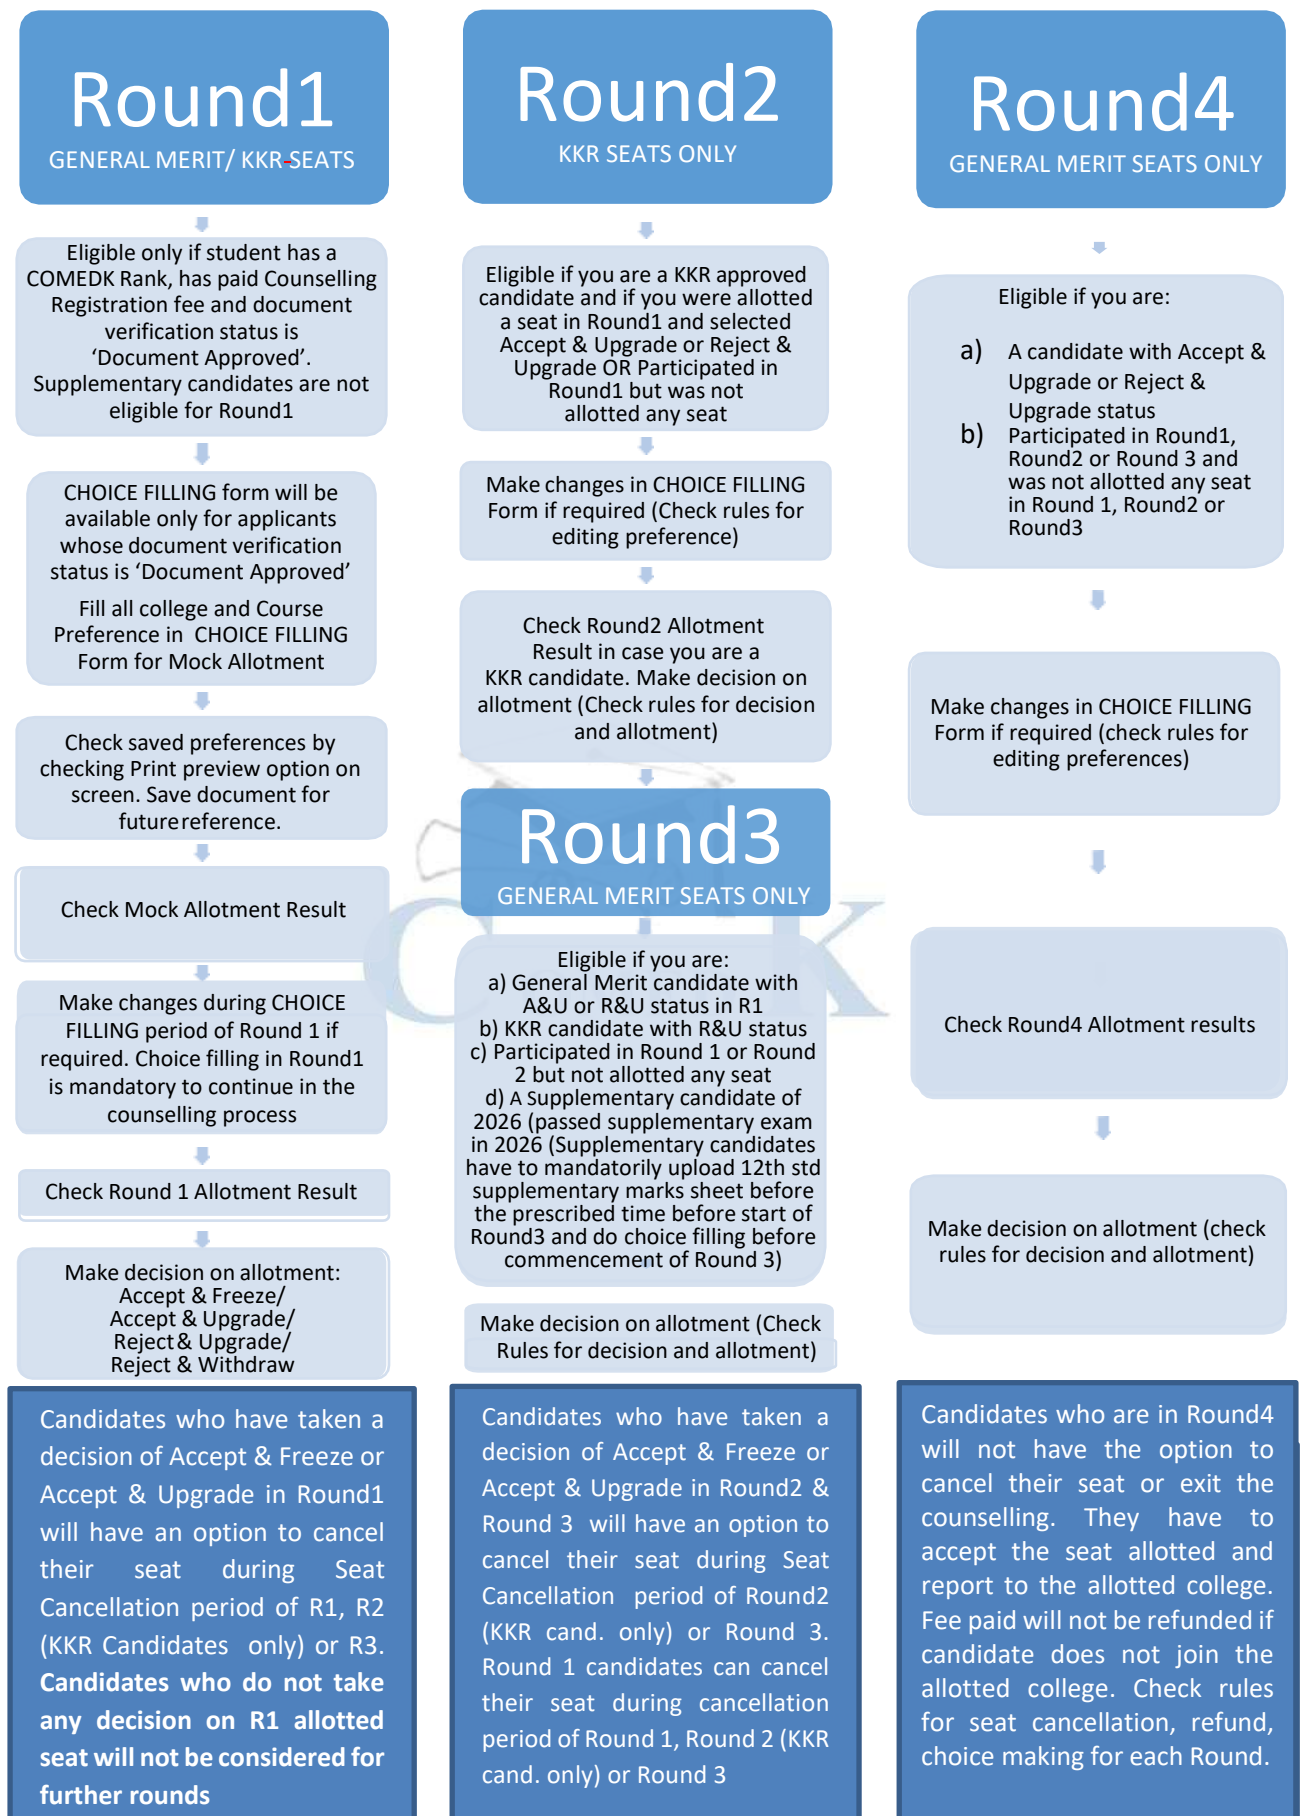 Round1
GENERAL MERIT/ KKR-SEATS
Eligible only if student has a
COMEDK Rank, has paid Counselling
Registration fee and document
verification status is
‘Document Approved’.
Supplementary candidates are not
eligible for Round1
CHOICE FILLING form will be
available only for applicants
whose document verification
status is ‘Document Approved’
Fill all college and Course
Preference in CHOICE FILLING
Form for Mock Allotment
Check saved preferences by
checking Print preview option on
screen. Save document for
future reference.
Check Mock Allotment Result
Make changes during CHOICE
FILLING period of Round 1 if
required. Choice filling in Round1
is mandatory to continue in the
counselling process
Check Round 1 Allotment Result
Make decision on allotment:
Accept & Freeze/
Accept & Upgrade/
Reject & Upgrade/
Reject & Withdraw
Candidates who have taken a
decision of Accept & Freeze or
Accept & Upgrade in Round1
will have an option to cancel
their seat during Seat
Cancellation period of R1, R2
(KKR Candidates only) or R3.
Candidates who do not take
any decision on R1 allotted
seat will not be considered for
further rounds
Round2
KKR SEATS ONLY
Eligible if you are a KKR approved
candidate and if you were allotted
a seat in Round1 and selected
Accept & Upgrade or Reject &
Upgrade OR Participated in
Round1 but was not
allotted any seat
Make changes in CHOICE FILLING
Form if required (Check rules for
editing preference)
Check Round2 Allotment
Result in case you are a
KKR candidate. Make decision on
allotment (Check rules for decision
and allotment)
Round3
GENERAL MERIT SEATS ONLY
Eligible if you are:
a) General Merit candidate with
A&U or R&U status in R1
b) KKR candidate with R&U status
c) Participated in Round 1 or Round
2 but not allotted any seat
d) A Supplementary candidate of
2026 (passed supplementary exam
in 2026 (Supplementary candidates
have to mandatorily upload 12th std
supplementary marks sheet before
the prescribed time before start of
Round3 and do choice filling before
commencement of Round 3)
Make decision on allotment (Check
Rules for decision and allotment)
Candidates who have taken a
decision of Accept & Freeze or
Accept & Upgrade in Round2 &
Round 3 will have an option to
cancel their seat during Seat
Cancellation period of Round2
(KKR cand. only) or Round 3.
Round 1 candidates can cancel
their seat during cancellation
period of Round 1, Round 2 (KKR
cand. only) or Round 3
Round4
GENERAL MERIT SEATS ONLY
Eligible if you are:
a) A candidate with Accept &
Upgrade or Reject &
Upgrade status
b) Participated in Round1,
Round2 or Round 3 and
was not allotted any seat
in Round 1, Round2 or
Round3
Make changes in CHOICE FILLING
Form if required (check rules for
editing preferences)
Check Round4 Allotment results
Make decision on allotment (check
rules for decision and allotment)
Candidates who are in Round4
will not have the option to
cancel their seat or exit the
counselling. They have to
accept the seat allotted and
report to the allotted college.
Fee paid will not be refunded if
candidate does not join the
allotted college. Check rules
for seat cancellation, refund,
choice making for each Round.